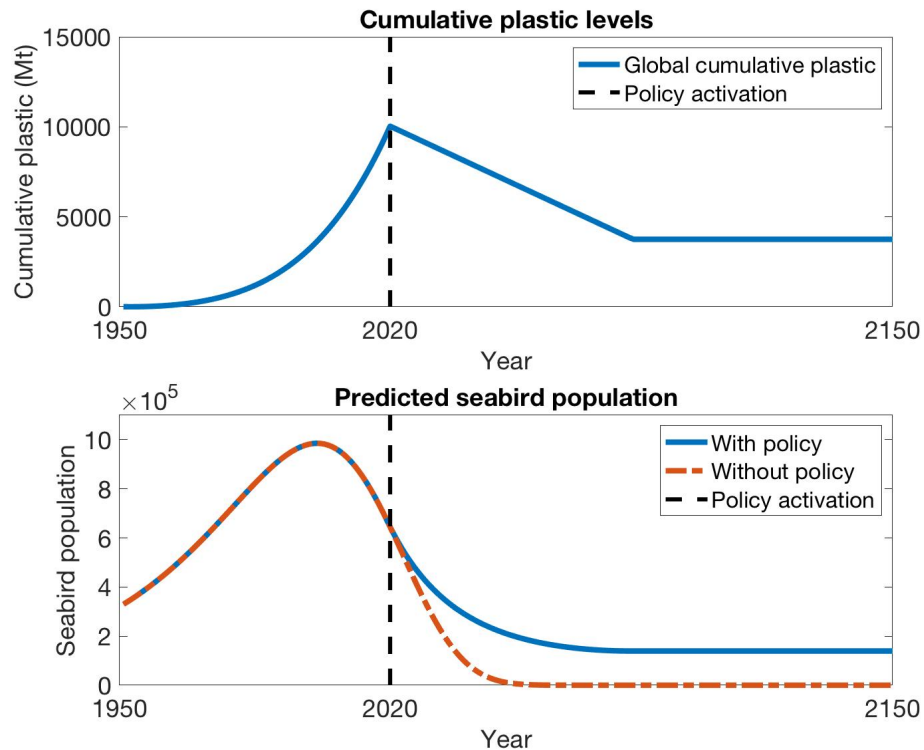 Cumulative plastic levels
15000
10000
5000
0
Cumulative plastic (Mt)
Global cumulative plastic
Policy activation
1950
2020
2150
Year
Predicted seabird population
×10^5
10
8
6
4
2
0
Seabird population
With policy
Without policy
Policy activation
1950
2020
2150
Year